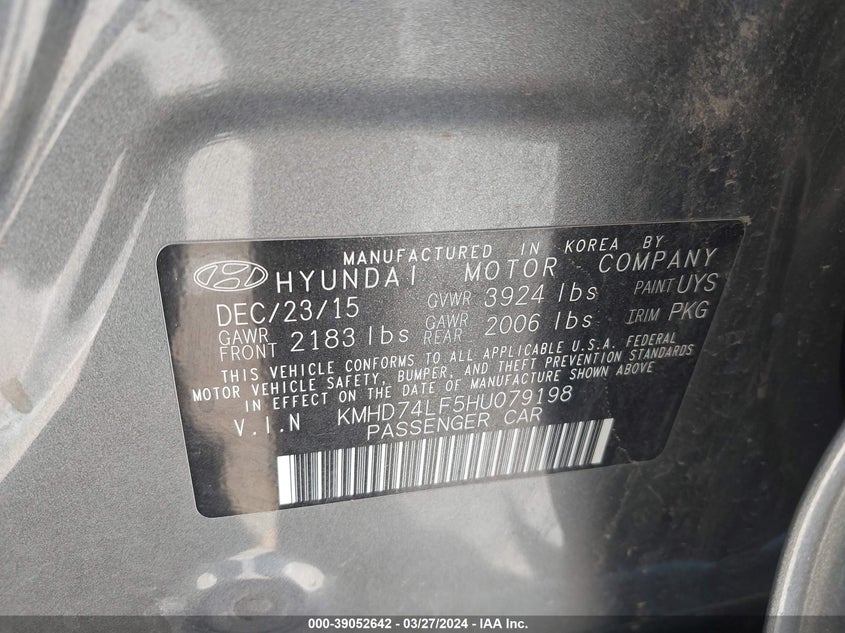 MANUFACTURED IN KOREA BY
HYUNDAI MOTOR COMPANY
DEC/23/15 GVWR 3924 lbs PAINT UYS
GAWR FRONT 2183 lbs GAWR REAR 2006 lbs TRIM PKG
THIS VEHICLE CONFORMS TO ALL APPLICABLE U.S.A. FEDERAL
MOTOR VEHICLE SAFETY, BUMPER, AND THEFT PREVENTION STANDARDS
IN EFFECT ON THE DATE OF MANUFACTURE SHOWN ABOVE.
V.I.N KMHD74LF5HU079198
PASSENGER CAR
000-39052642 - 03/27/2024 - IAA Inc.